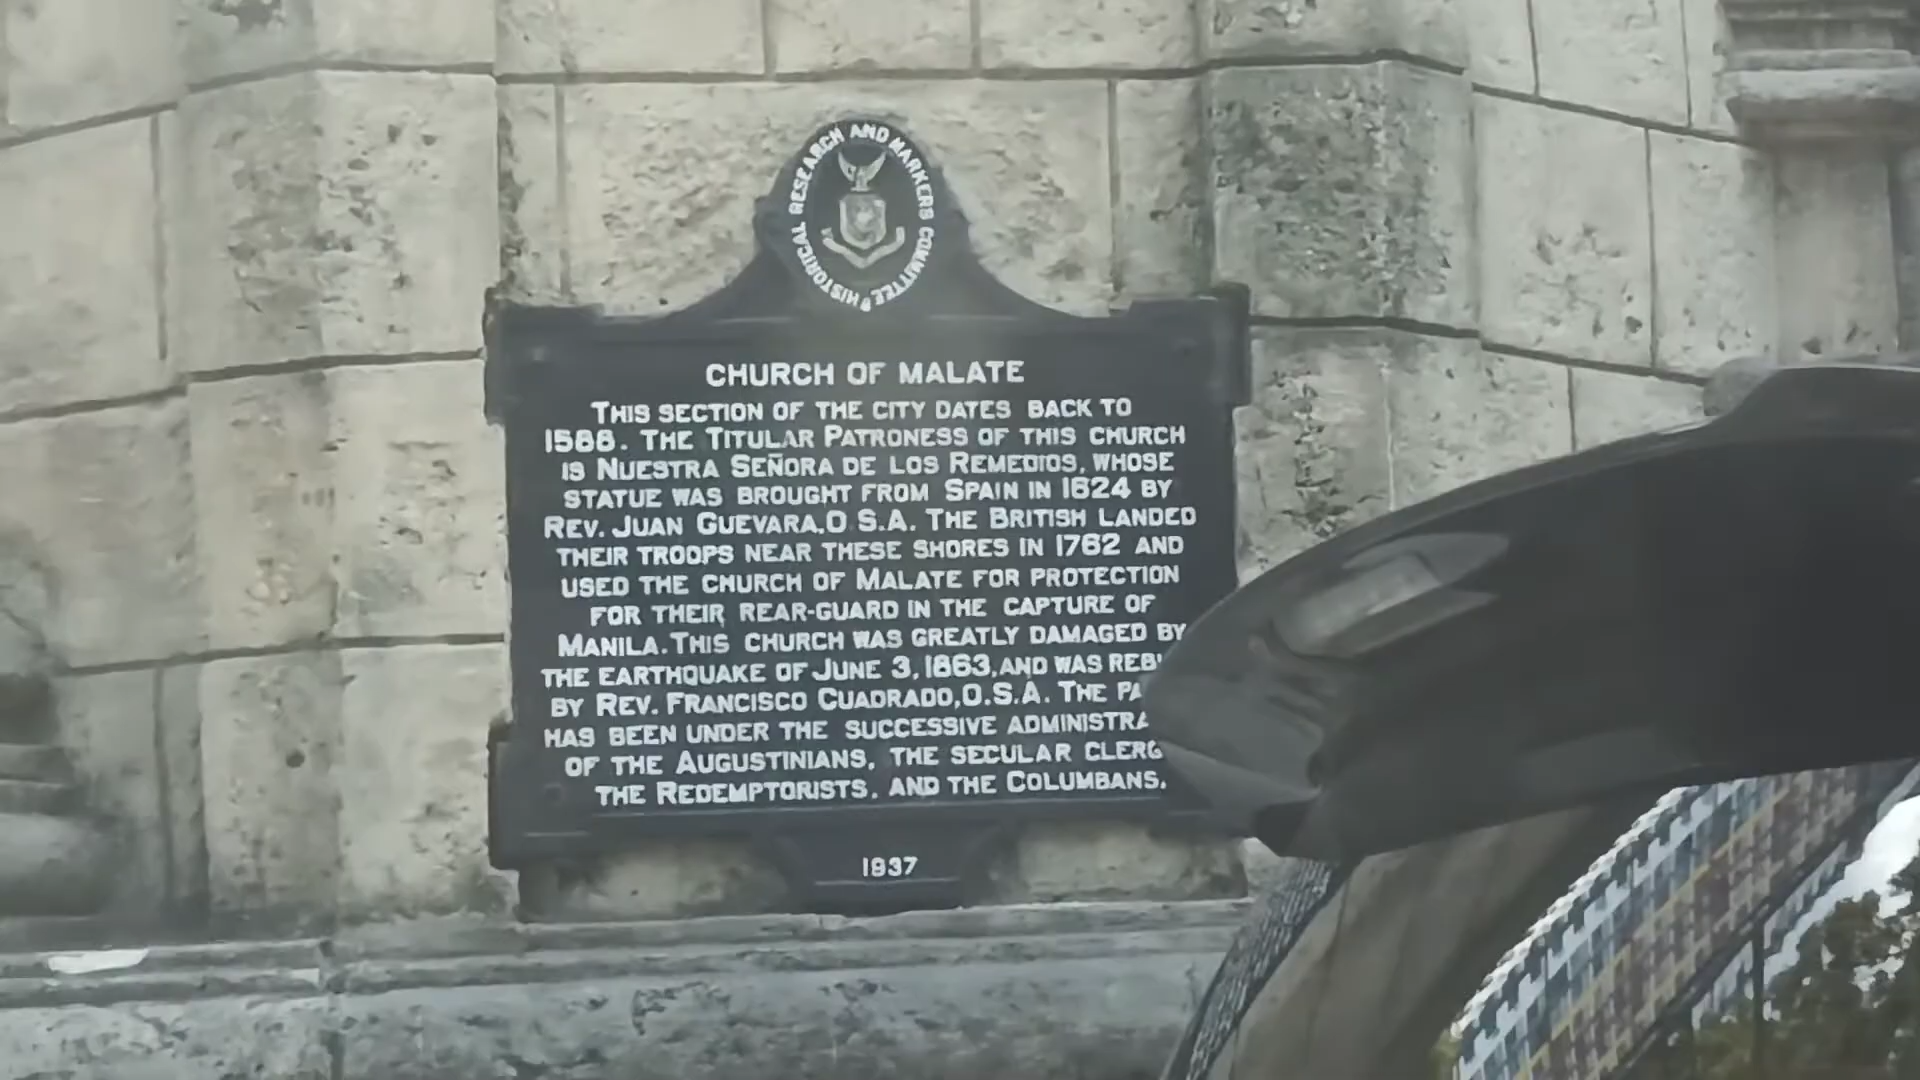 HISTORICAL RESEARCH AND MARKERS COMMITTEE
CHURCH OF MALATE
THIS SECTION OF THE CITY DATES BACK TO
1588. THE TITULAR PATRONESS OF THIS CHURCH
IS NUESTRA SEÑORA DE LOS REMEDIOS, WHOSE
STATUE WAS BROUGHT FROM SPAIN IN 1624 BY
REV. JUAN GUEVARA, O S.A. THE BRITISH LANDED
THEIR TROOPS NEAR THESE SHORES IN 1762 AND
USED THE CHURCH OF MALATE FOR PROTECTION
FOR THEIR REAR-GUARD IN THE CAPTURE OF
MANILA. THIS CHURCH WAS GREATLY DAMAGED BY
THE EARTHQUAKE OF JUNE 3, 1863, AND WAS
BY REV. FRANCISCO CUADRADO, O.S.A. THE
HAS BEEN UNDER THE SUCCESSIVE
OF THE AUGUSTINIANS, THE SECULAR
THE REDEMPTORISTS, AND THE COLUMBANS.
1937